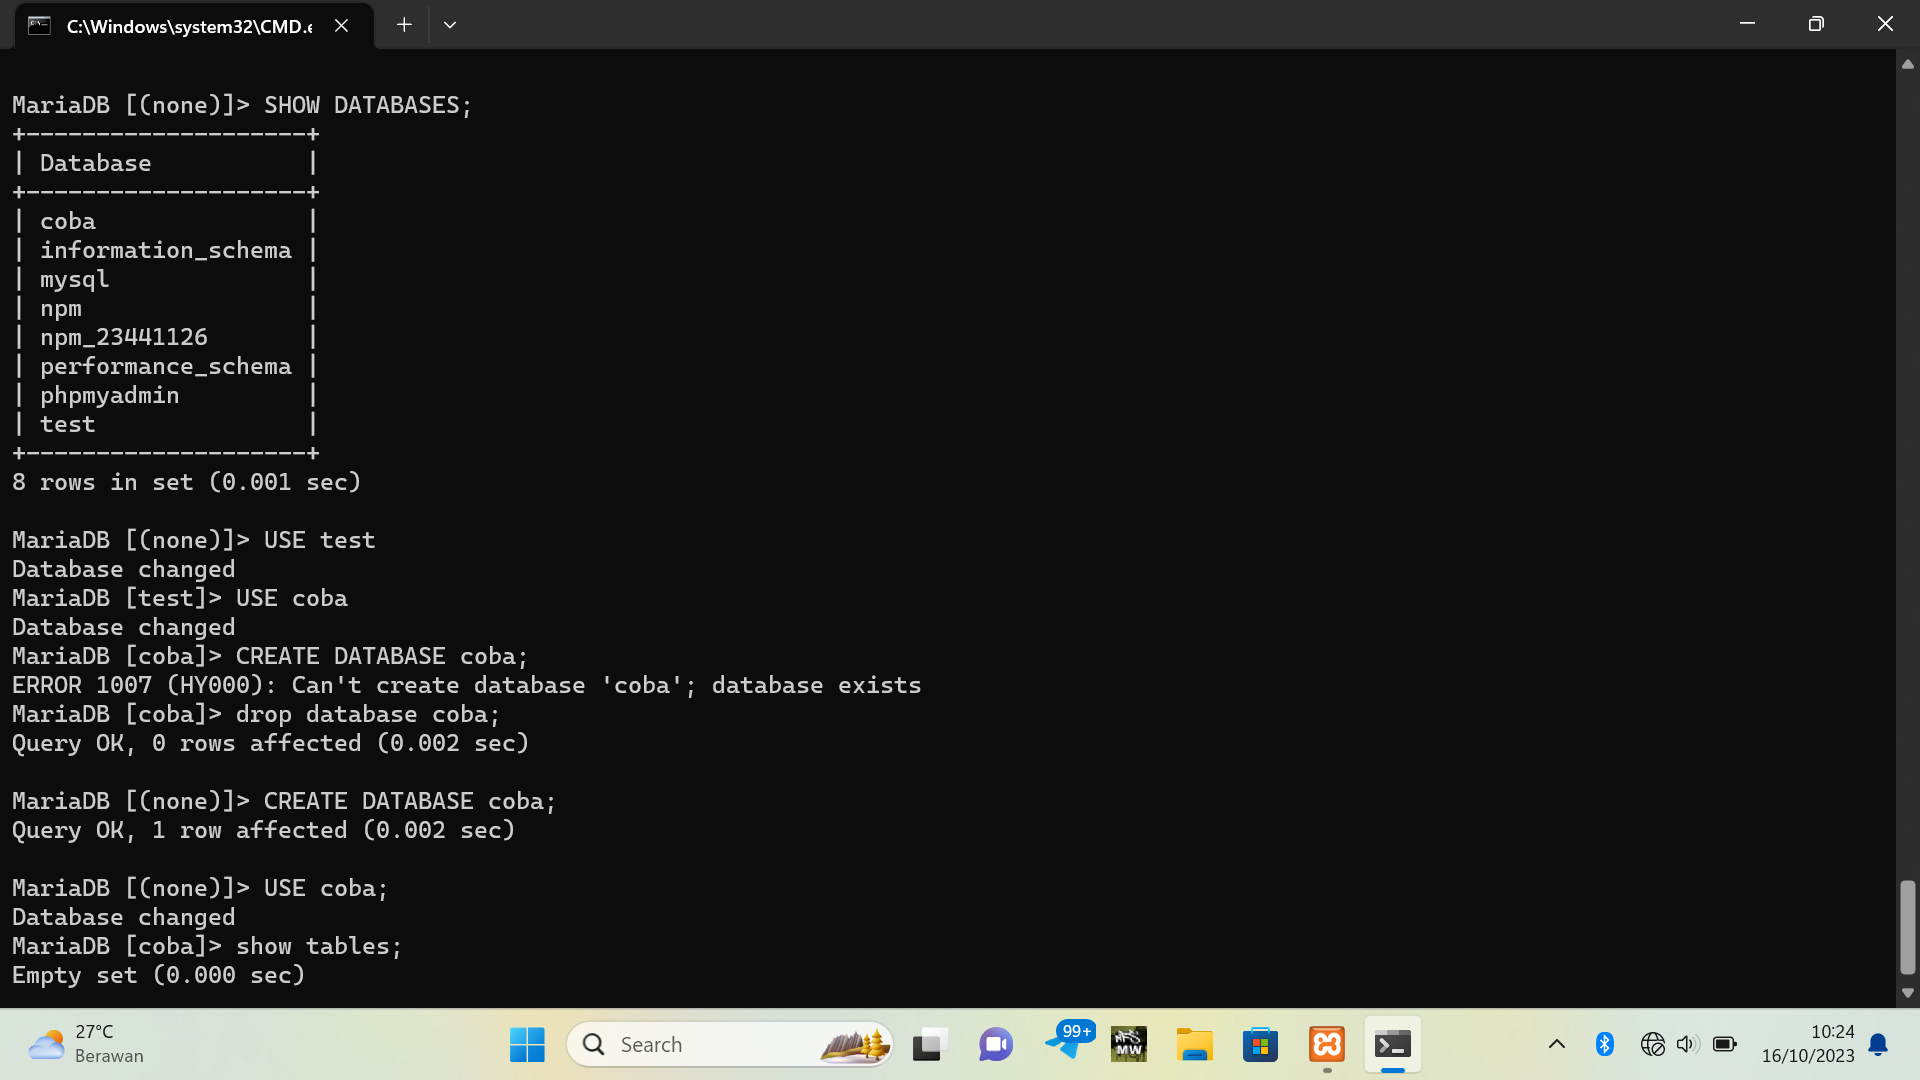 C:\Windows\system32\CMD.e
MariaDB [(none)]> SHOW DATABASES;
+--------------------+
| Database           |
+--------------------+
| coba               |
| information_schema |
| mysql              |
| npm                |
| npm_23441126       |
| performance_schema |
| phpmyadmin         |
| test               |
+--------------------+
8 rows in set (0.001 sec)
MariaDB [(none)]> USE test
Database changed
MariaDB [test]> USE coba
Database changed
MariaDB [coba]> CREATE DATABASE coba;
ERROR 1007 (HY000): Can't create database 'coba'; database exists
MariaDB [coba]> drop database coba;
Query OK, 0 rows affected (0.002 sec)
MariaDB [(none)]> CREATE DATABASE coba;
Query OK, 1 row affected (0.002 sec)
MariaDB [(none)]> USE coba;
Database changed
MariaDB [coba]> show tables;
Empty set (0.000 sec)
27°C
Berawan
Search
99+
NFS
MW
10:24
16/10/2023